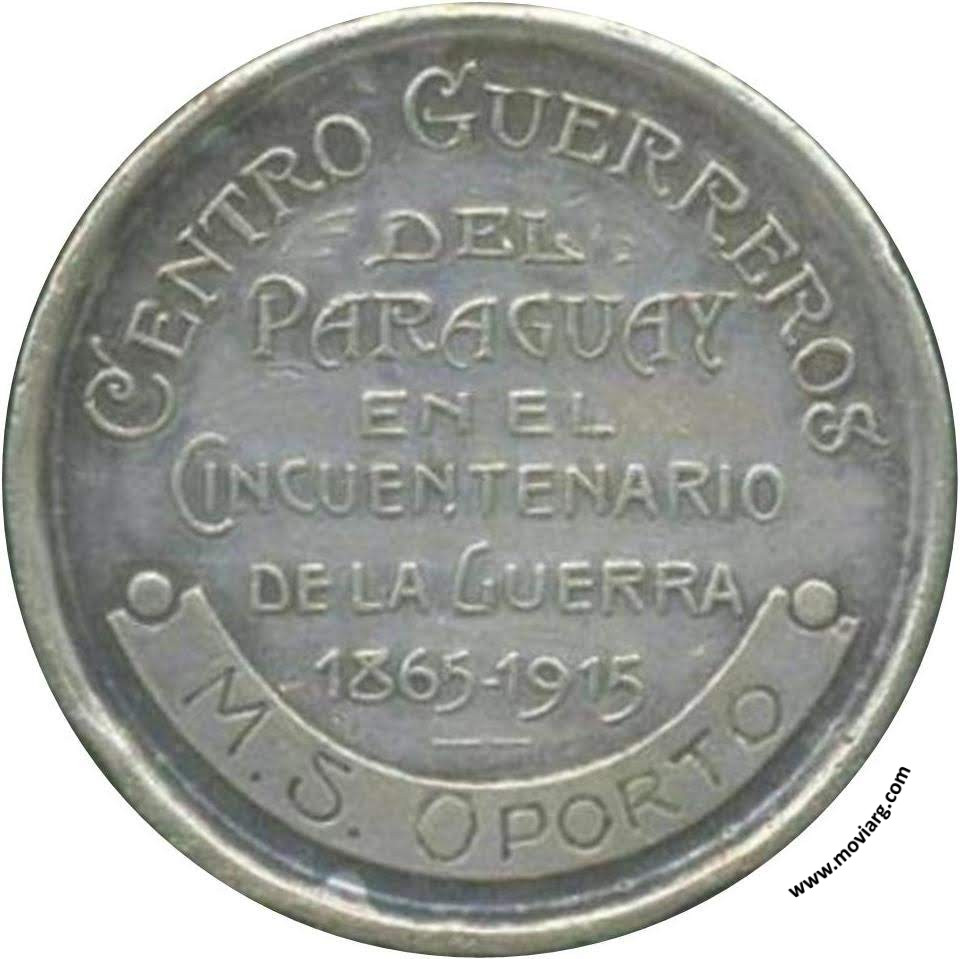 CENTRO GUERREROS
DEL
PARAGUAY
EN EL
CINCUENTENARIO
DE LA GUERRA
1865-1915
M. S. OPORTO
www.moviarg.com